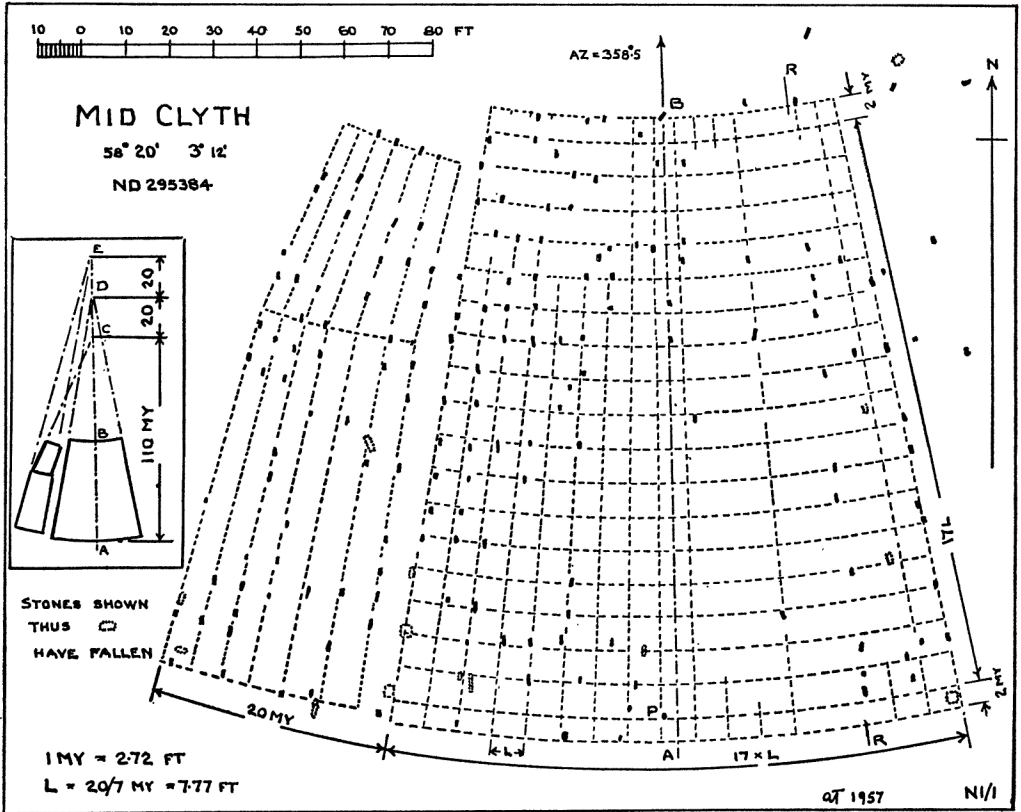 10 0 10 20 30 40 50 60 70 80 FT
AZ = 358°·5
B
R
2 MY
N
MID CLYTH
58° 20' 3° 12'
ND 295384
E
20
D
20
C
110 MY
B
A
17L
STONES SHOWN
THUS
HAVE FALLEN
20 MY
P
2MY
L
A
17 × L
R
1 MY = 2·72 FT
L = 20/7 MY = 7·77 FT
AT 1957
N1/1